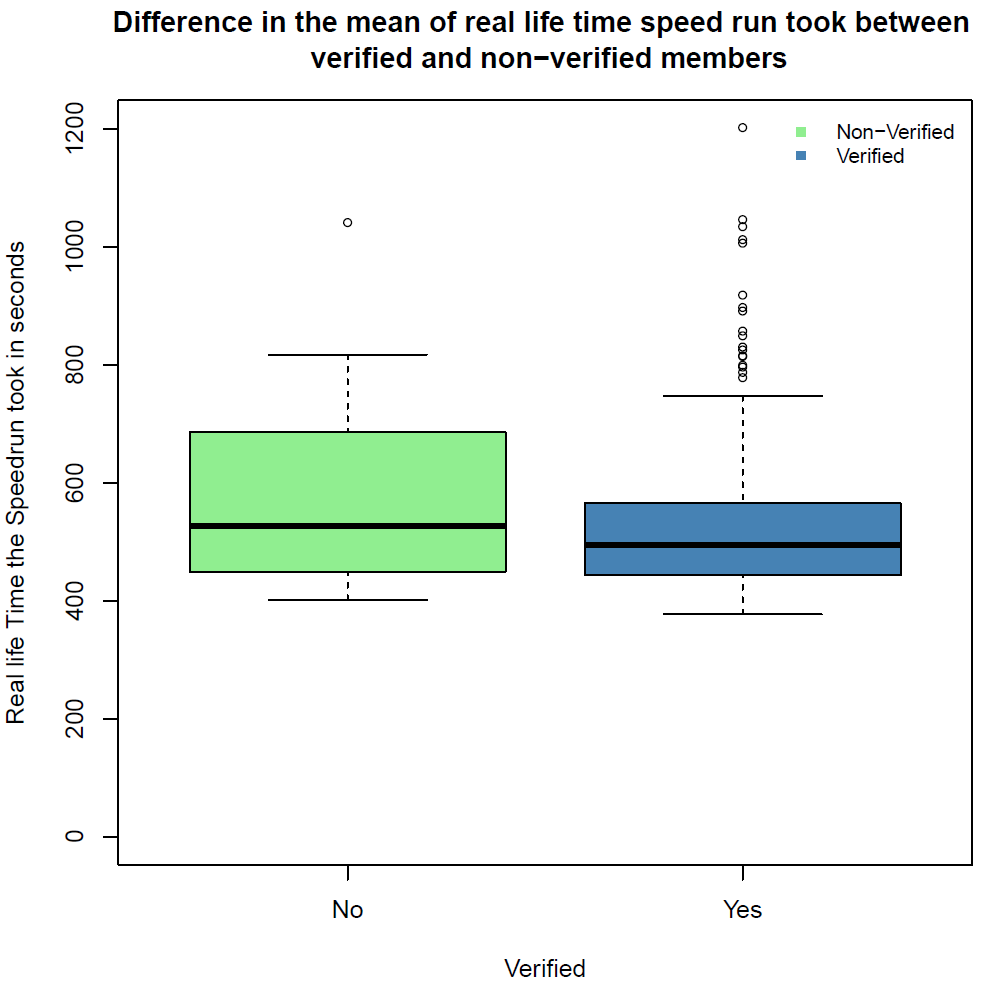 Difference in the mean of real life time speed run took between
verified and non−verified members
Real life Time the Speedrun took in seconds
1200
1000
800
600
400
200
0
Non−Verified
Verified
No
Yes
Verified